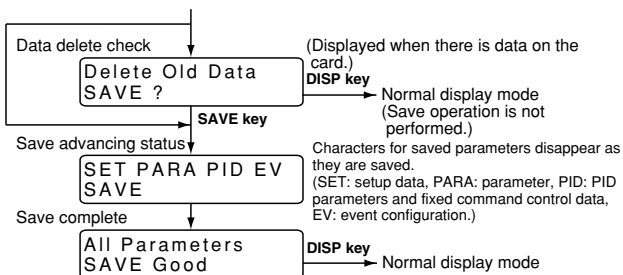 Data delete check
(Displayed when there is data on the
card.)
Delete Old Data
SAVE ?
DISP key
Normal display mode
(Save operation is not
performed.)
SAVE key
Save advancing status
Characters for saved parameters disappear as
they are saved.
(SET: setup data, PARA: parameter, PID: PID
parameters and fixed command control data,
EV: event configuration.)
SET PARA PID EV
SAVE
Save complete
All Parameters
SAVE Good
DISP key
Normal display mode